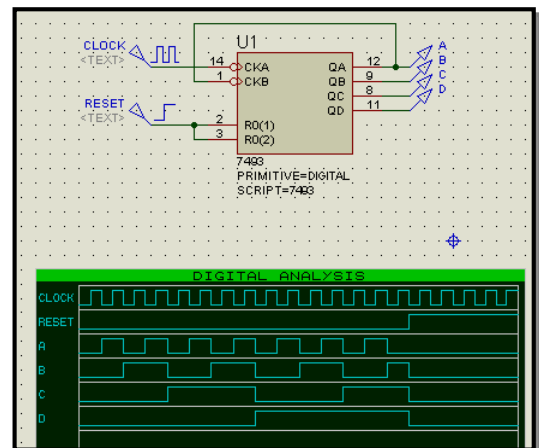 U1
CLOCK
<TEXT>
14
CKA
QA
12
A
1
CKB
QB
9
B
QC
8
C
QD
11
D
RESET
<TEXT>
2
R0(1)
3
R0(2)
7493
PRIMITIVE=DIGITAL
SCRIPT=7493
DIGITAL ANALYSIS
CLOCK
RESET
A
B
C
D